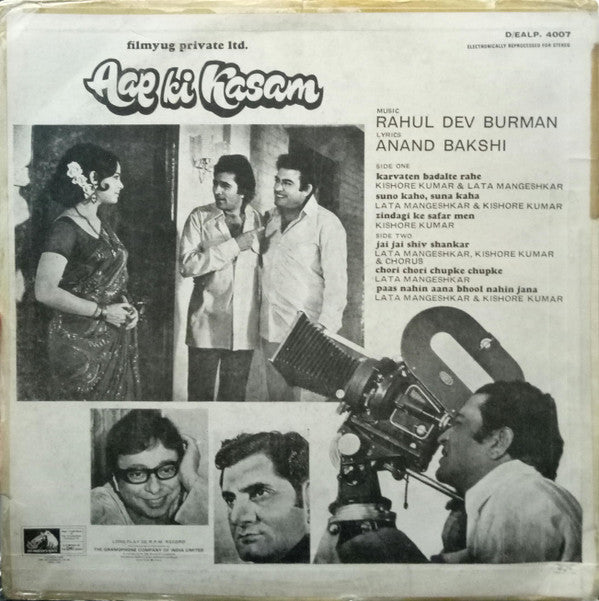 D/EALP. 4007
ELECTRONICALLY REPROCESSED FOR STEREO
filmyug private ltd.
Aap ki Kasam
MUSIC
RAHUL DEV BURMAN
LYRICS
ANAND BAKSHI
SIDE ONE
karvaten badalte rahe
KISHORE KUMAR & LATA MANGESHKAR
suno kaho, suna kaha
LATA MANGESHKAR & KISHORE KUMAR
zindagi ke safar men
KISHORE KUMAR
SIDE TWO
jai jai shiv shankar
LATA MANGESHKAR, KISHORE KUMAR
& CHORUS
chori chori chupke chupke
LATA MANGESHKAR
paas nahin aana bhool nahin jana
LATA MANGESHKAR & KISHORE KUMAR
LONG PLAY 33⅓ R.P.M. RECORD
THE GRAMOPHONE COMPANY OF INDIA LIMITED